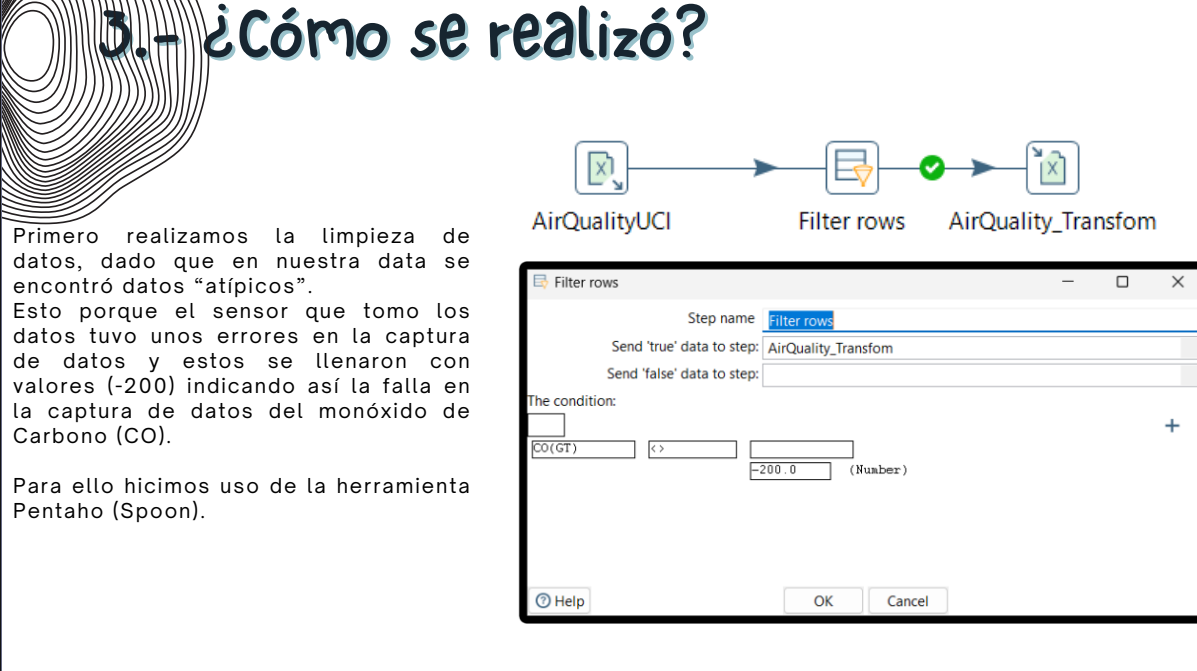 3.- ¿Cómo se realizó?
Primero realizamos la limpieza de
datos, dado que en nuestra data se
encontró datos “atípicos”.
Esto porque el sensor que tomo los
datos tuvo unos errores en la captura
de datos y estos se llenaron con
valores (-200) indicando así la falla en
la captura de datos del monóxido de
Carbono (CO).
Para ello hicimos uso de la herramienta
Pentaho (Spoon).
AirQualityUCI
Filter rows
AirQuality_Transfom
Filter rows
Step name Filter rows
Send 'true' data to step: AirQuality_Transfom
Send 'false' data to step:
The condition:
CO(GT) <>
-200.0 (Number)
Help OK Cancel